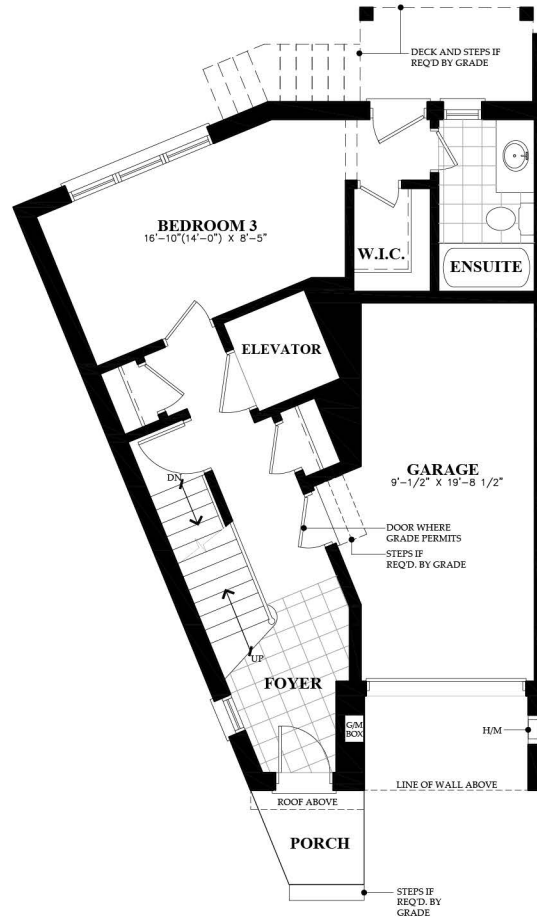 DECK AND STEPS IF
REQ'D BY GRADE
BEDROOM 3
16'-10"(14'-0") X 8'-5"
W.I.C.
ENSUITE
ELEVATOR
GARAGE
9'-1/2" X 19'-8 1/2"
DN
DOOR WHERE
GRADE PERMITS
STEPS IF
REQ'D. BY GRADE
UP
FOYER
G/M
BOX
H/M
LINE OF WALL ABOVE
ROOF ABOVE
PORCH
STEPS IF
REQ'D. BY
GRADE